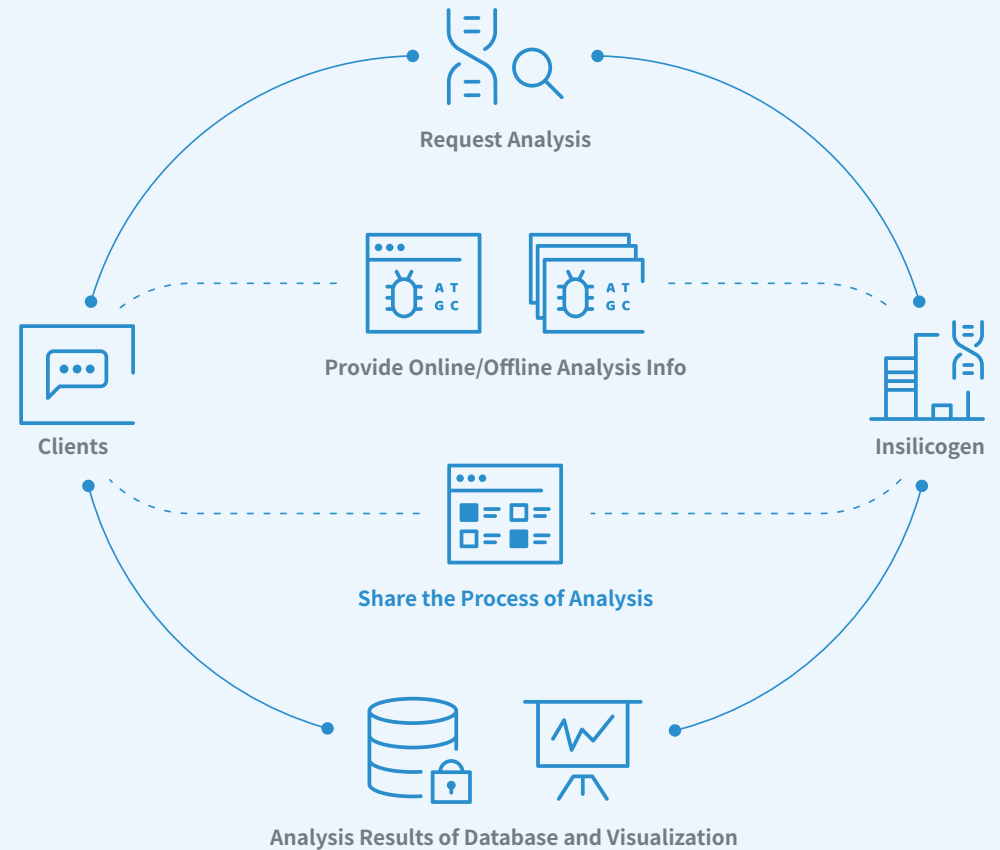 Request Analysis
A T
G C
A T
G C
Provide Online/Offline Analysis Info
Clients
Insilicogen
Share the Process of Analysis
Analysis Results of Database and Visualization